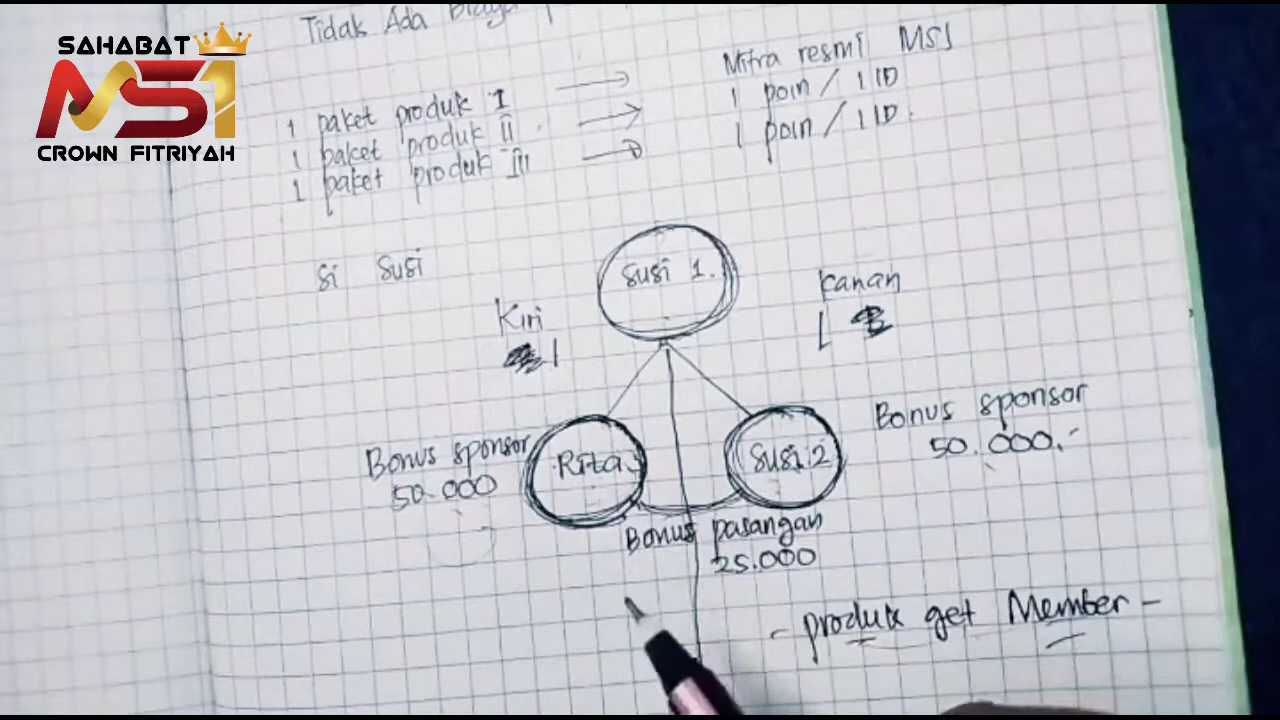 SAHABAT
MS1
CROWN FITRIYAH
Tidak Ada Biaya
1 paket produk I
1 paket produk II
1 paket produk III
Mitra resmi MSI
1 poin / 1 ID
1 poin / 1 ID.
Si Susi
Susi 1.
Kiri
1
kanan
1
Bonus sponsor
50.000
Rita
Susi 2
Bonus sponsor
50.000.-
Bonus pasangan
25.000
- produk get Member -